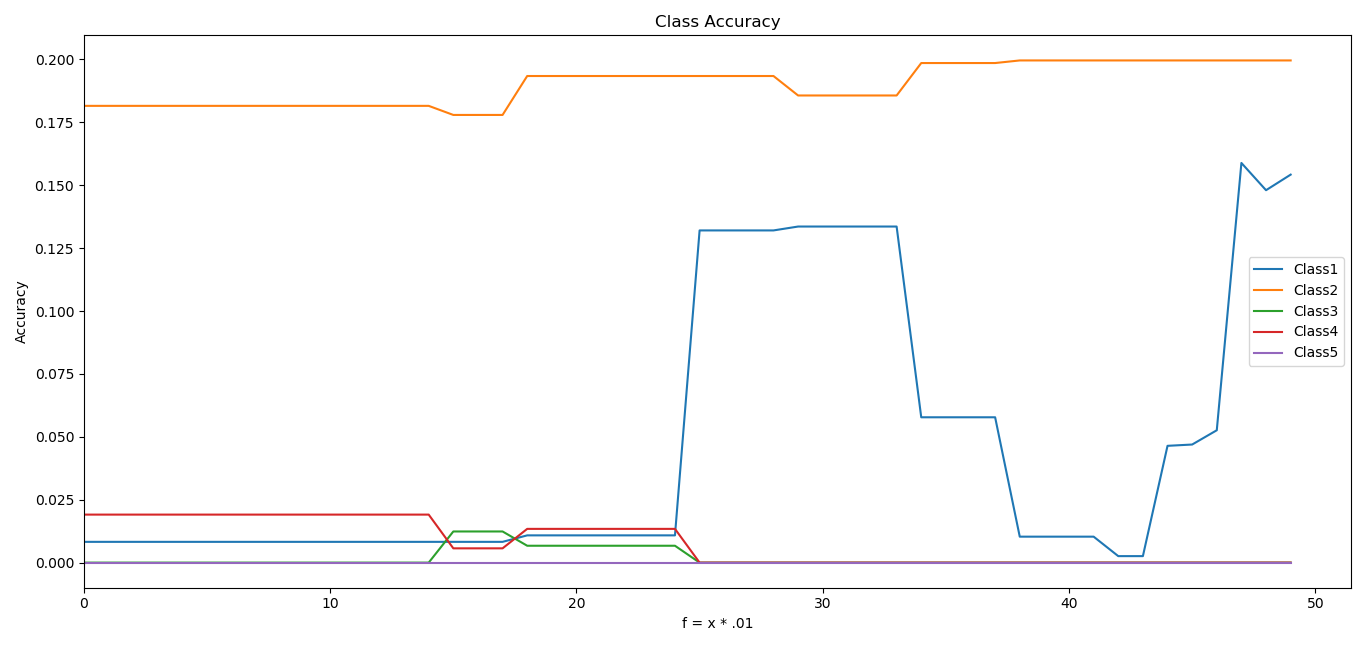 Class Accuracy
Accuracy
0.200
0.175
0.150
0.125
0.100
0.075
0.050
0.025
0.000
0 10 20 30 40 50
f = x * .01
Class1
Class2
Class3
Class4
Class5